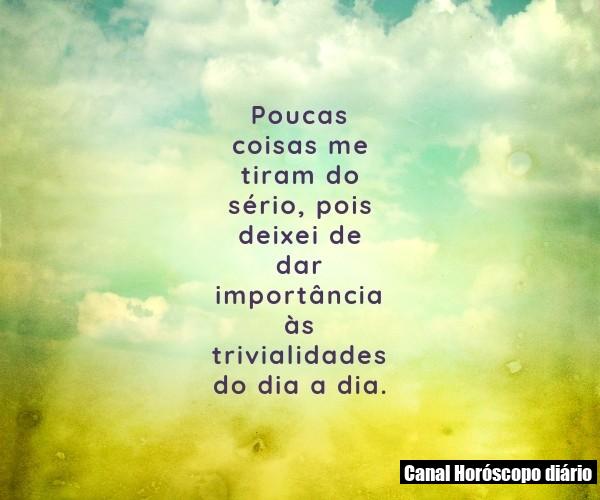 Poucas
coisas me
tiram do
sério, pois
deixei de
dar
importância
às
trivialidades
do dia a dia.
Canal Horóscopo diário